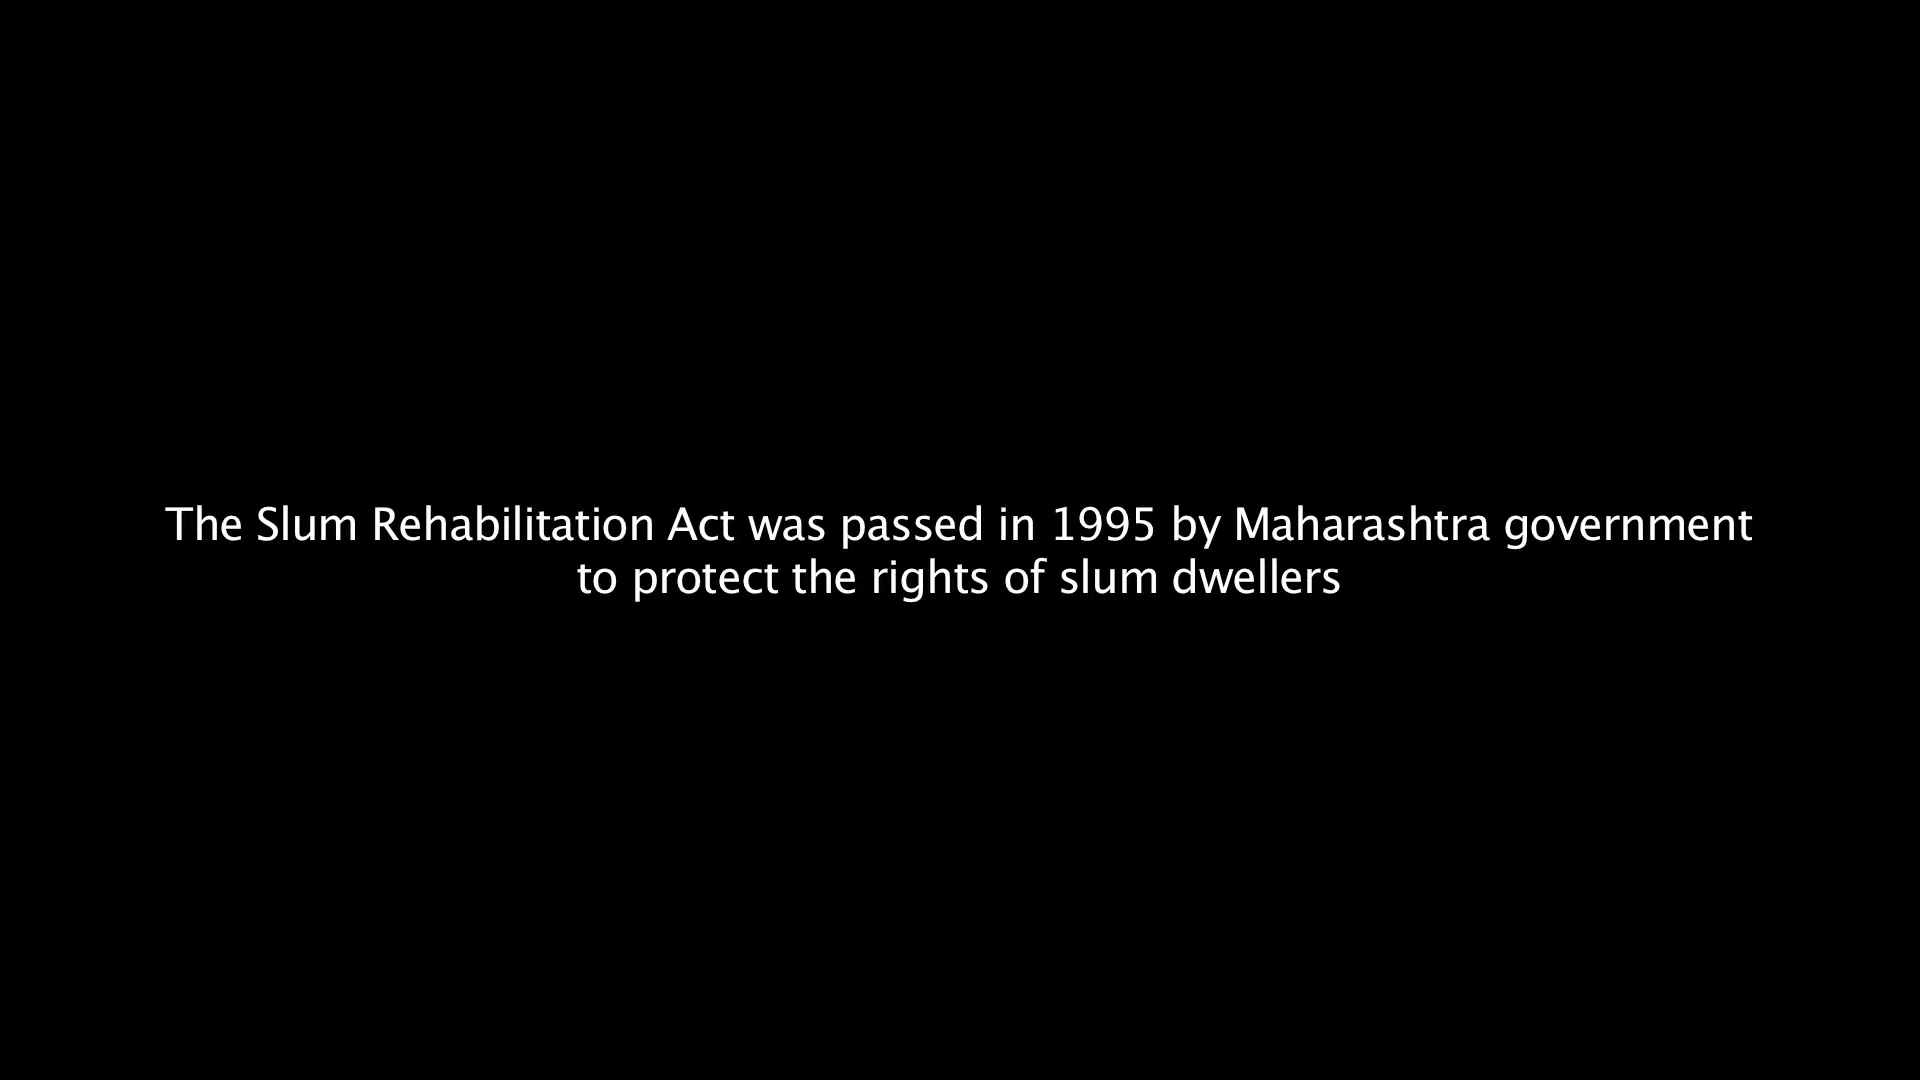 The Slum Rehabilitation Act was passed in 1995 by Maharashtra government
to protect the rights of slum dwellers